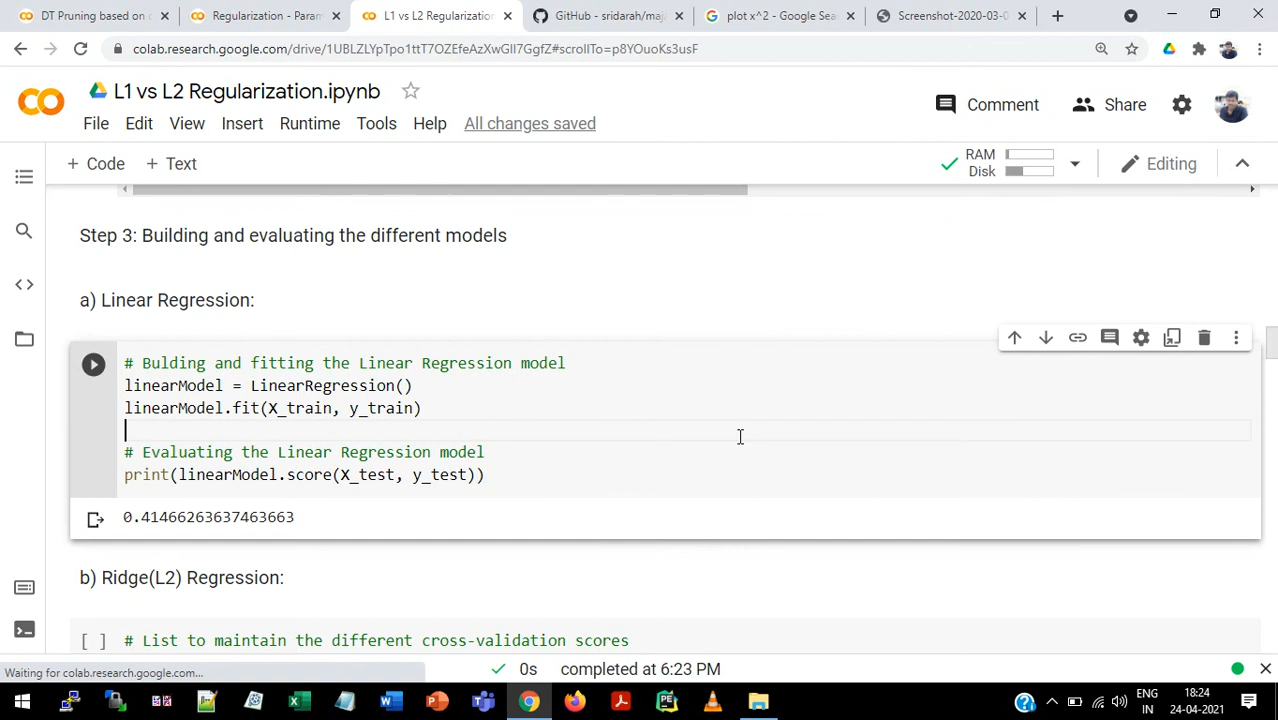 DT Pruning based on c
Regularization - Param
L1 vs L2 Regularization
GitHub - sridarah/maj
plot x^2 - Google Sea
Screenshot-2020-03-0
colab.research.google.com/drive/1UBLZLYpTpo1ttT7OZEfeAzXwGlI7GgfZ#scrollTo=p8YOuoKs3usF
L1 vs L2 Regularization.ipynb
Comment
Share
File Edit View Insert Runtime Tools Help All changes saved
+ Code + Text
RAM
Disk
Editing
Step 3: Building and evaluating the different models
a) Linear Regression:
# Bulding and fitting the Linear Regression model
linearModel = LinearRegression()
linearModel.fit(X_train, y_train)
# Evaluating the Linear Regression model
print(linearModel.score(X_test, y_test))
0.41466263637463663
b) Ridge(L2) Regression:
[ ] # List to maintain the different cross-validation scores
Waiting for colab.research.google.com...
0s completed at 6:23 PM
ENG
IN
18:24
24-04-2021